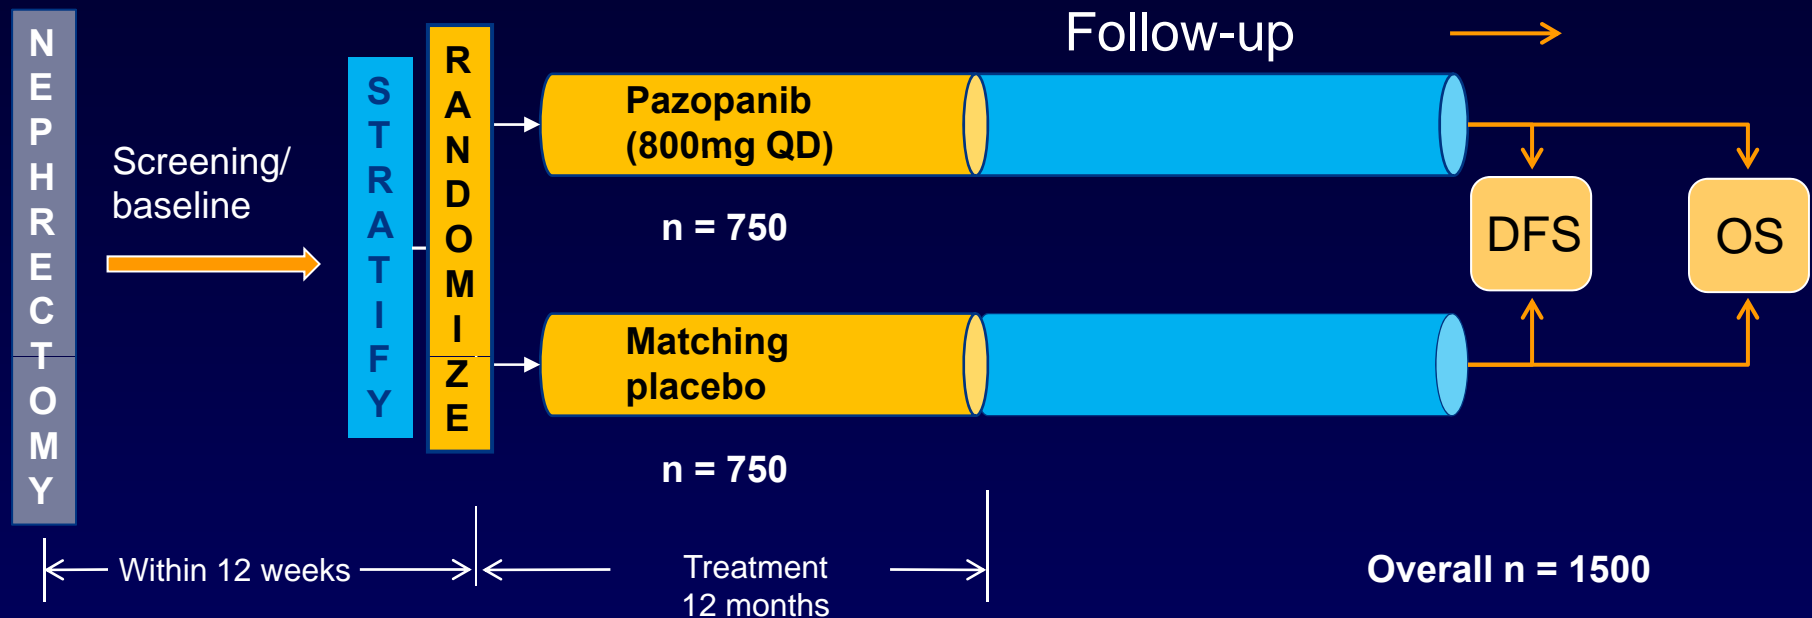 NEPHRECTOMY
Screening/
baseline
STRATIFY
RANDOMIZE
Follow-up
Pazopanib
(800mg QD)
n = 750
Matching
placebo
n = 750
DFS
OS
Within 12 weeks
Treatment
12 months
Overall n = 1500